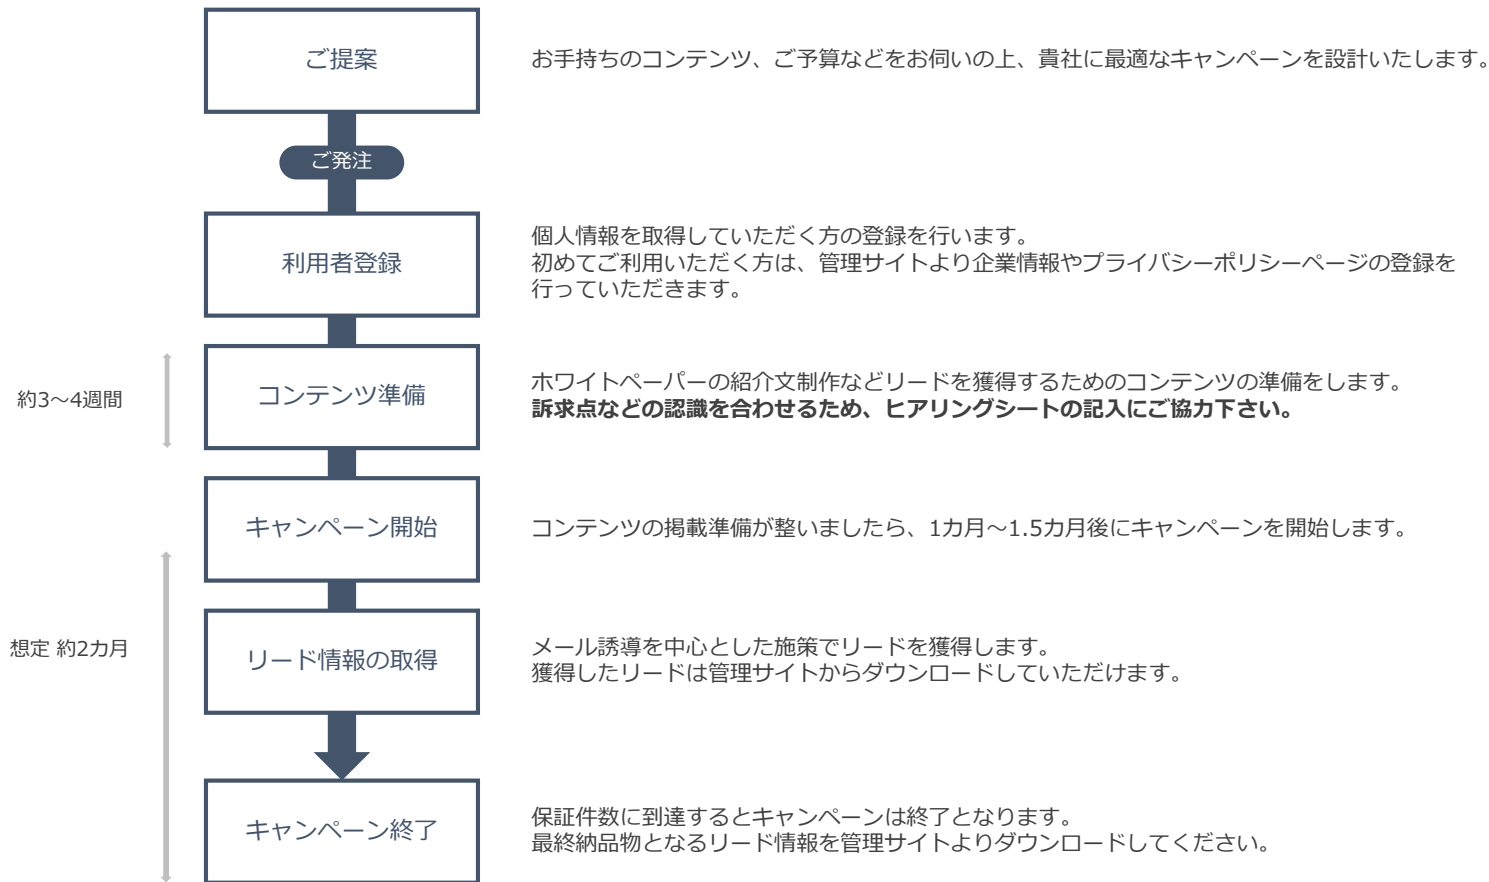 ご提案
お手持ちのコンテンツ、ご予算などをお伺いの上、貴社に最適なキャンペーンを設計いたします。
ご発注
利用者登録
個人情報を取得していただく方の登録を行います。
初めてご利用いただく方は、管理サイトより企業情報やプライバシーポリシーページの登録を
行っていただきます。
約3～4週間
コンテンツ準備
ホワイトペーパーの紹介文制作などリードを獲得するためのコンテンツの準備をします。
訴求点などの認識を合わせるため、ヒアリングシートの記入にご協力下さい。
キャンペーン開始
コンテンツの掲載準備が整いましたら、1カ月～1.5カ月後にキャンペーンを開始します。
想定 約2カ月
リード情報の取得
メール誘導を中心とした施策でリードを獲得します。
獲得したリードは管理サイトからダウンロードしていただけます。
キャンペーン終了
保証件数に到達するとキャンペーンは終了となります。
最終納品物となるリード情報を管理サイトよりダウンロードしてください。